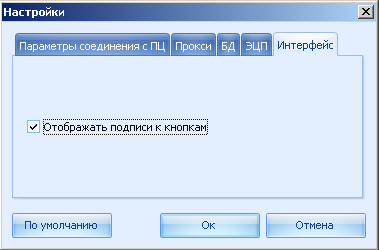 Настройки
Параметры соединения с ПЦ Прокси БД ЭЦП Интерфейс
Отображать подписи к кнопкам
По умолчанию Ок Отмена